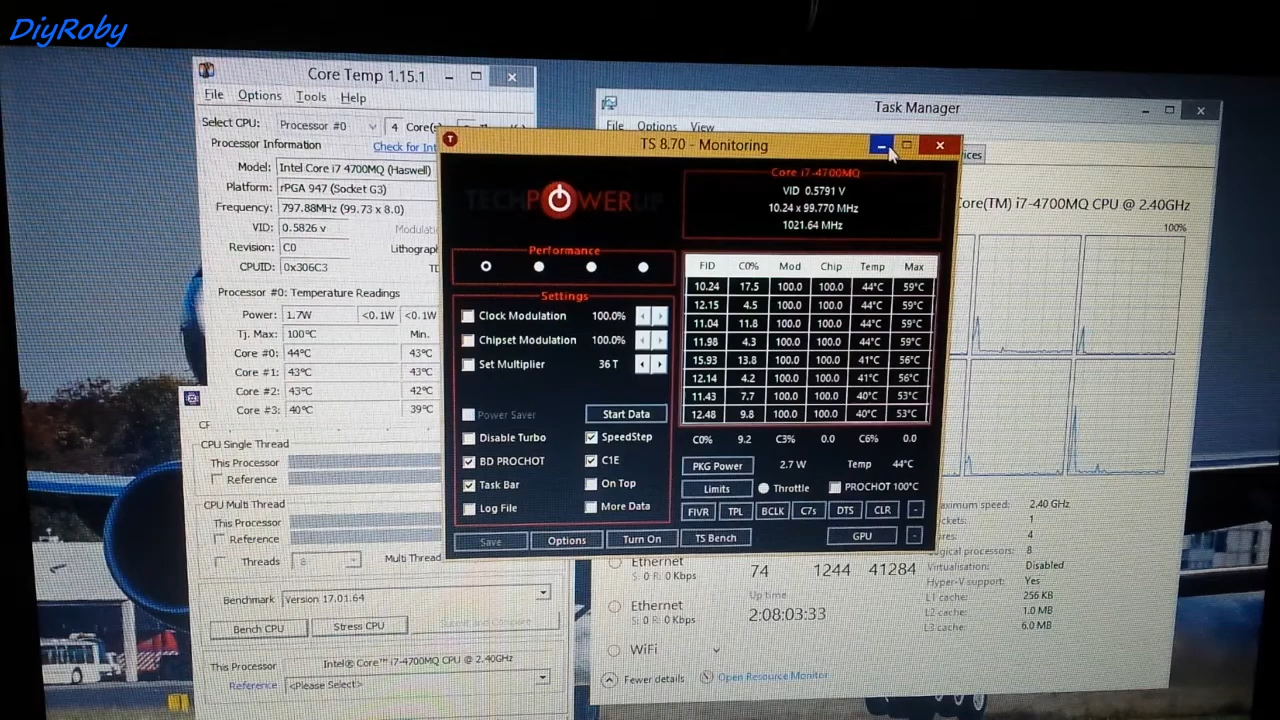 DiyRoby
Core Temp 1.15.1
File Options Tools Help
Select CPU: Processor #0 4 Core(s)
Processor Information
Check for Int
Model: Intel Core i7 4700MQ (Haswell)
Platform: rPGA 947 (Socket G3)
Frequency: 797.88MHz (99.73 x 8.0)
VID: 0.5826 v Modulati
Revision: C0 Lithograph
CPUID: 0x306C3 TD
Processor #0: Temperature Readings
Power: 1.7W <0.1W <0.1W
Tj. Max: 100°C Min.
Core #0: 44°C 43°C
Core #1: 43°C 43°C
Core #2: 43°C 42°C
Core #3: 40°C 39°C
CPU Single Thread
This Processor
Reference
CPU Multi Thread
This Processor
Reference
Threads 8 Multi Thread
Benchmark Version 17.01.64
Bench CPU Stress CPU
This Processor Intel® Core™ i7-4700MQ CPU @ 2.40GHz
Reference <Please Select>
TS 8.70 - Monitoring
TECHPOWERUP
Core i7-4700MQ
VID 0.5791 V
10.24 x 99.770 MHz
1021.64 MHz
Performance
Settings
Clock Modulation 100.0%
Chipset Modulation 100.0%
Set Multiplier 36 T
Power Saver Start Data
Disable Turbo SpeedStep
BD PROCHOT C1E
Task Bar On Top
Log File More Data
Save Options Turn On TS Bench
FID C0% Mod Chip Temp Max
10.24 17.5 100.0 100.0 44°C 59°C
12.15 4.5 100.0 100.0 44°C 59°C
11.04 11.8 100.0 100.0 44°C 59°C
11.98 4.3 100.0 100.0 44°C 59°C
15.93 13.8 100.0 100.0 41°C 56°C
12.14 4.2 100.0 100.0 41°C 56°C
11.43 7.7 100.0 100.0 40°C 53°C
12.48 9.8 100.0 100.0 40°C 53°C
C0% 9.2 C3% 0.0 C6% 0.0
PKG Power 2.7 W Temp 44°C
Limits Throttle PROCHOT 100°C
FIVR TPL BCLK C7s DTS CLR -
GPU -
Task Manager
File Options View
ices
Core(TM) i7-4700MQ CPU @ 2.40GHz
100%
aximum speed: 2.40 GHz
ckets: 1
ores: 4
ogical processors: 8
Virtualisation: Disabled
Hyper-V support: Yes
L1 cache: 256 KB
L2 cache: 1.0 MB
L3 cache: 6.0 MB
Ethernet
S: 0 R: 0 Kbps
74 1244 41284
Up time
2:08:03:33
Ethernet
S: 0 R: 0 Kbps
WiFi
Fewer details Open Resource Monitor